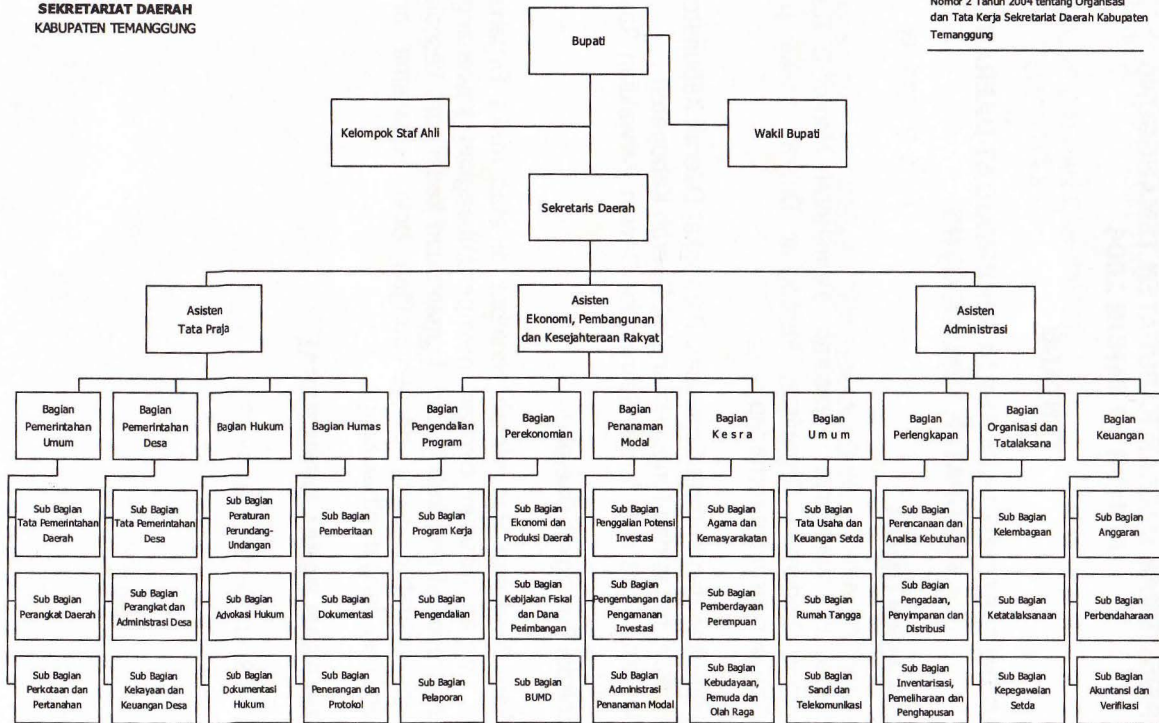 SEKRETARIAT DAERAH
KABUPATEN TEMANGGUNG
Nomor 2 Tahun 2004 tentang Organisasi
dan Tata Kerja Sekretariat Daerah Kabupaten
Temanggung
Bupati
Kelompok Staf Ahli
Wakil Bupati
Sekretaris Daerah
Asisten
Tata Praja
Asisten
Ekonomi, Pembangunan
dan Kesejahteraan Rakyat
Asisten
Administrasi
Bagian
Pemerintahan
Umum
Bagian
Pemerintahan
Desa
Bagian Hukum
Bagian Humas
Bagian
Pengendalian
Program
Bagian
Perekonomian
Bagian
Penanaman
Modal
Bagian
K e s r a
Bagian
U m u m
Bagian
Perlengkapan
Bagian
Organisasi dan
Tatalaksana
Bagian
Keuangan
Sub Bagian
Tata Pemerintahan
Daerah
Sub Bagian
Tata Pemerintahan
Desa
Sub Bagian
Peraturan
Perundang-
Undangan
Sub Bagian
Pemberitaan
Sub Bagian
Program Kerja
Sub Bagian
Ekonomi dan
Produksi Daerah
Sub Bagian
Penggalian Potensi
Investasi
Sub Bagian
Agama dan
Kemasyarakatan
Sub Bagian
Tata Usaha dan
Keuangan Setda
Sub Bagian
Perencanaan dan
Analisa Kebutuhan
Sub Bagian
Kelembagaan
Sub Bagian
Anggaran
Sub Bagian
Perangkat Daerah
Sub Bagian
Perangkat dan
Administrasi Desa
Sub Bagian
Advokasi Hukum
Sub Bagian
Dokumentasi
Sub Bagian
Pengendalian
Sub Bagian
Kebijakan Fiskal
dan Dana
Perimbangan
Sub Bagian
Pengembangan dan
Pengamanan
Investasi
Sub Bagian
Pemberdayaan
Perempuan
Sub Bagian
Rumah Tangga
Sub Bagian
Pengadaan,
Penyimpanan dan
Distribusi
Sub Bagian
Ketatalaksanaan
Sub Bagian
Perbendaharaan
Sub Bagian
Perkotaan dan
Pertanahan
Sub Bagian
Kekayaan dan
Keuangan Desa
Sub Bagian
Dokumentasi
Hukum
Sub Bagian
Penerangan dan
Protokol
Sub Bagian
Pelaporan
Sub Bagian
BUMD
Sub Bagian
Administrasi
Penanaman Modal
Sub Bagian
Kebudayaan,
Pemuda dan
Olah Raga
Sub Bagian
Sandi dan
Telekomunikasi
Sub Bagian
Inventarisasi,
Pemeliharaan dan
Penghapusan
Sub Bagian
Kepegawaian
Setda
Sub Bagian
Akuntansi dan
Verifikasi